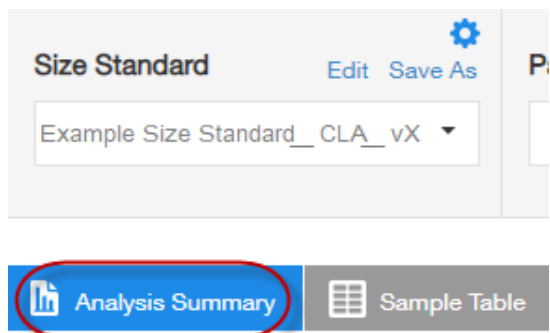 Size Standard
Edit Save As
Example Size Standard__CLA__vX
Analysis Summary
Sample Table